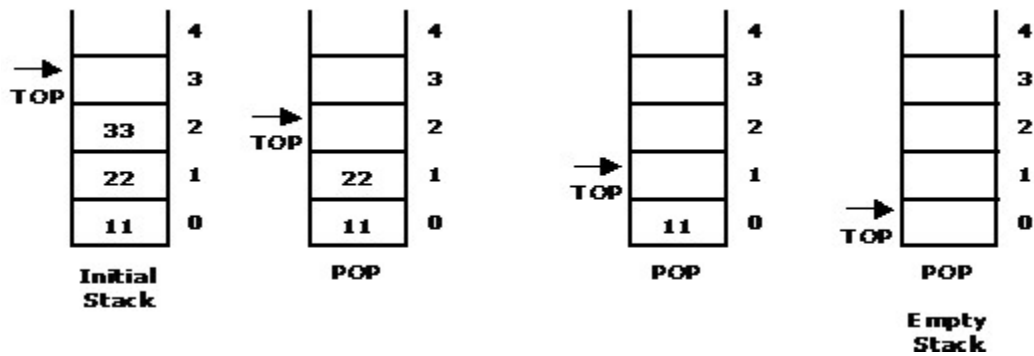 4 4 4 4
3 3 3 3
TOP
33 2 2 2 2
TOP
22 1 22 1 1 1
TOP
11 0 11 0 11 0 0
TOP
Initial POP POP POP
Stack
Empty
Stack